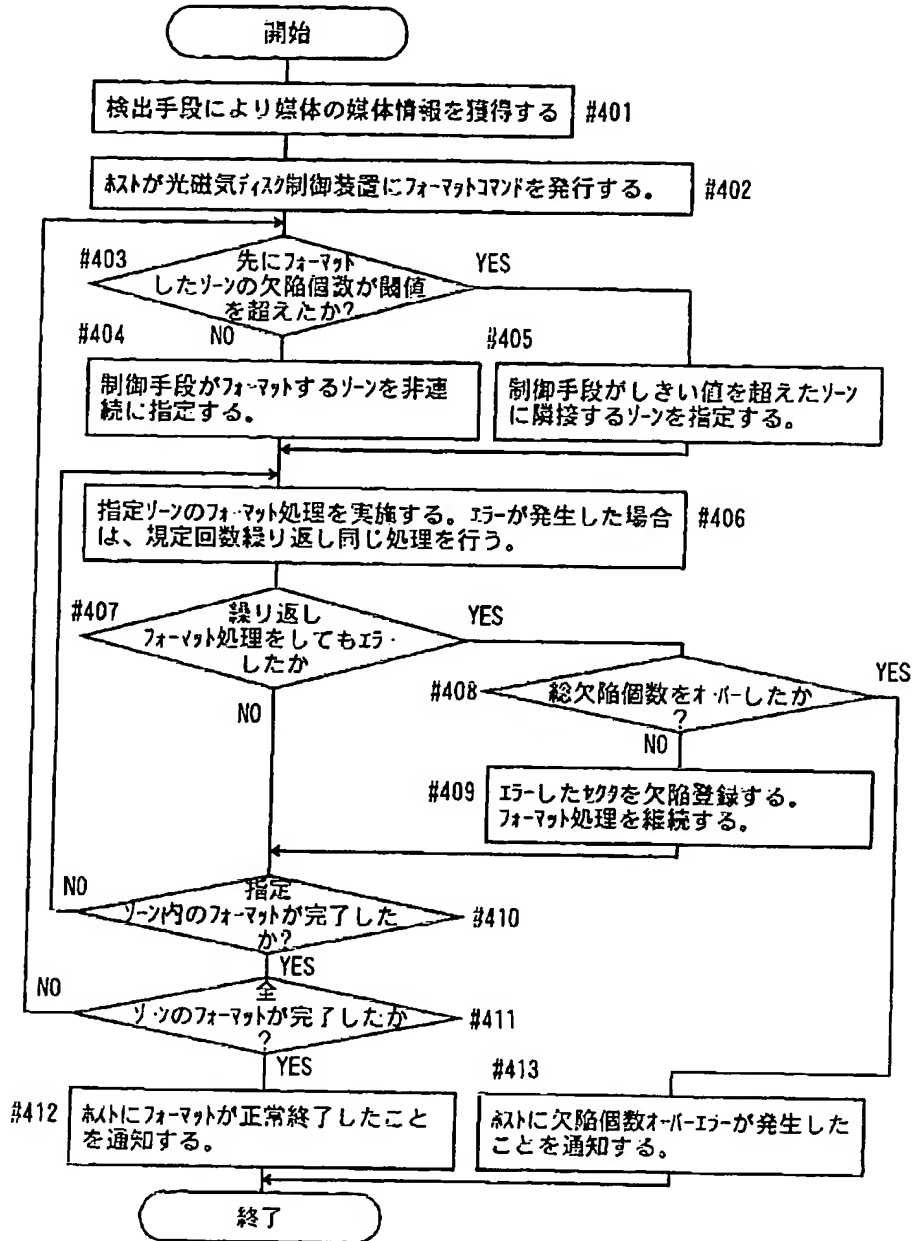 開始
検出手段により媒体の媒体情報を獲得する
#401
ホストが光磁気ディスク制御装置にフォーマットコマンドを発行する。
#402
#403
先にフォーマット
したゾーンの欠陥個数が閾値
を超えたか?
YES
NO
#404
制御手段がフォーマットするゾーンを非連
続に指定する。
#405
制御手段がしきい値を超えたゾーン
に隣接するゾーンを指定する。
指定ゾーンのフォーマット処理を実施する。エラーが発生した場合
は、規定回数繰り返し同じ処理を行う。
#406
#407
繰り返し
フォーマット処理をしてもエラー
したか
YES
NO
#408
総欠陥個数をオーバーしたか
?
YES
NO
#409
エラーしたセクタを欠陥登録する。
フォーマット処理を継続する。
NO
指定
ゾーン内のフォーマットが完了した
か?
#410
YES
NO
全
ゾーンのフォーマットが完了したか
?
#411
YES
#412
ホストにフォーマットが正常終了したこと
を通知する。
#413
ホストに欠陥個数オーバーエラーが発生した
ことを通知する。
終了